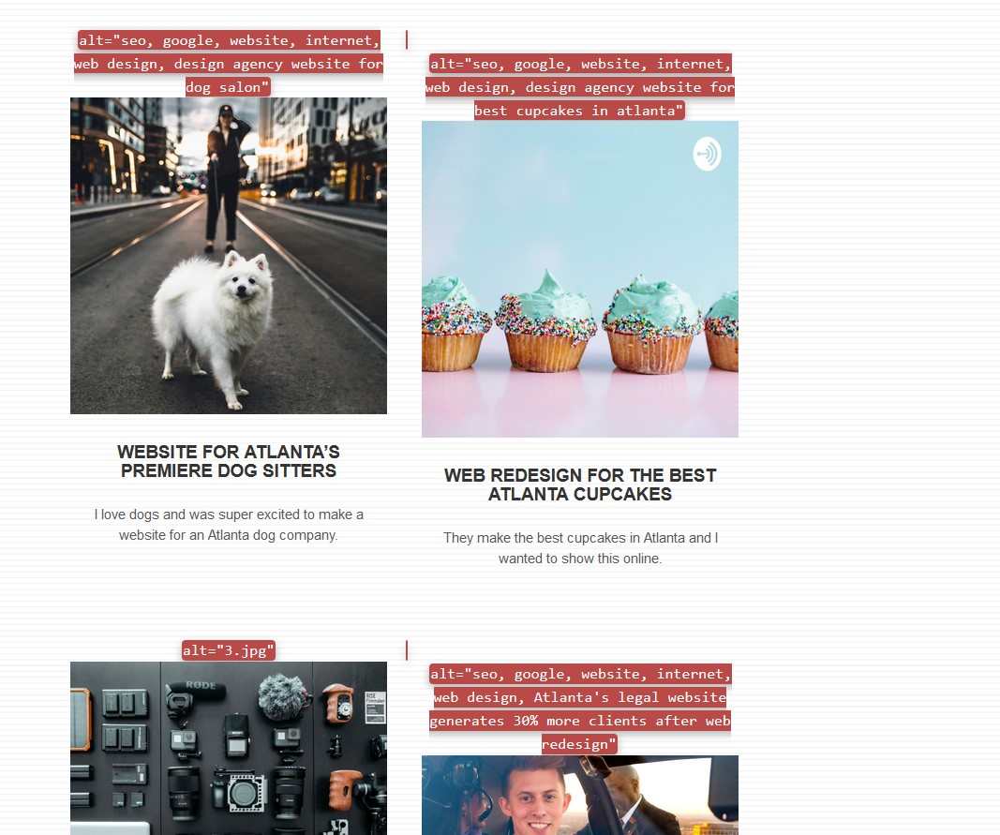 alt="seo, google, website, internet,
web design, design agency website for
dog salon"
alt="seo, google, website, internet,
web design, design agency website for
best cupcakes in atlanta"
WEBSITE FOR ATLANTA’S
PREMIERE DOG SITTERS
I love dogs and was super excited to make a
website for an Atlanta dog company.
WEB REDESIGN FOR THE BEST
ATLANTA CUPCAKES
They make the best cupcakes in Atlanta and I
wanted to show this online.
alt="3.jpg"
RØDE
alt="seo, google, website, internet,
web design, Atlanta's legal website
generates 30% more clients after web
redesign"